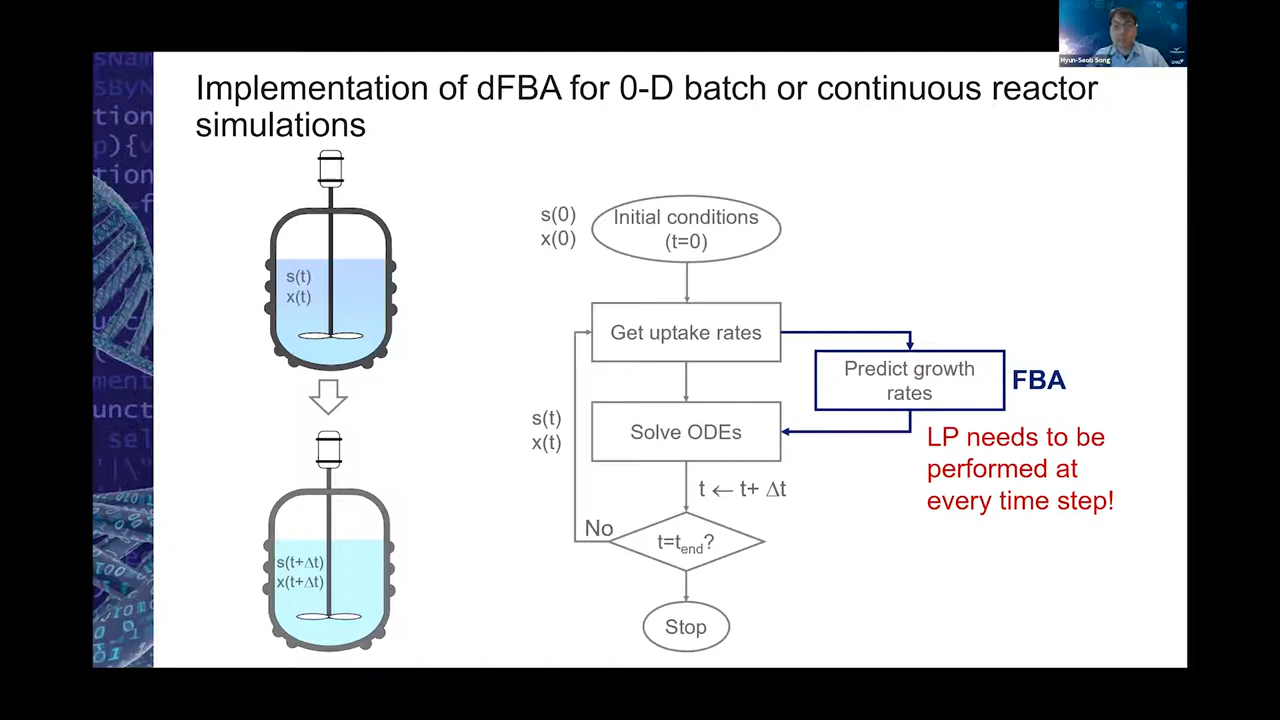 Hyun-Seob Song
Implementation of dFBA for 0-D batch or continuous reactor
simulations
s(t)
x(t)
s(t+Δt)
x(t+Δt)
s(0)
x(0)
Initial conditions
(t=0)
Get uptake rates
Predict growth
rates
FBA
LP needs to be
performed at
every time step!
s(t)
x(t)
Solve ODEs
t ← t+ Δt
No
t=tend?
Stop